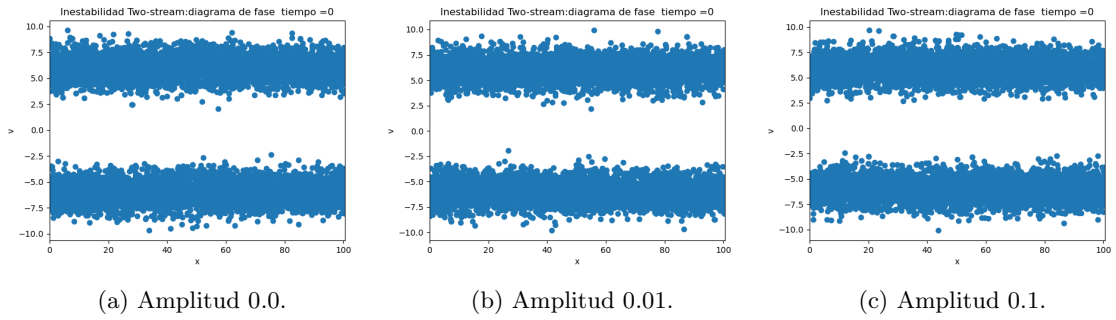 Inestabilidad Two-stream:diagrama de fase tiempo =0
10.0
7.5
5.0
2.5
0.0
−2.5
−5.0
−7.5
−10.0
v
0 20 40 60 80 100
x
(a) Amplitud 0.0.
Inestabilidad Two-stream:diagrama de fase tiempo =0
10.0
7.5
5.0
2.5
0.0
−2.5
−5.0
−7.5
−10.0
v
0 20 40 60 80 100
x
(b) Amplitud 0.01.
Inestabilidad Two-stream:diagrama de fase tiempo =0
10.0
7.5
5.0
2.5
0.0
−2.5
−5.0
−7.5
−10.0
v
0 20 40 60 80 100
x
(c) Amplitud 0.1.